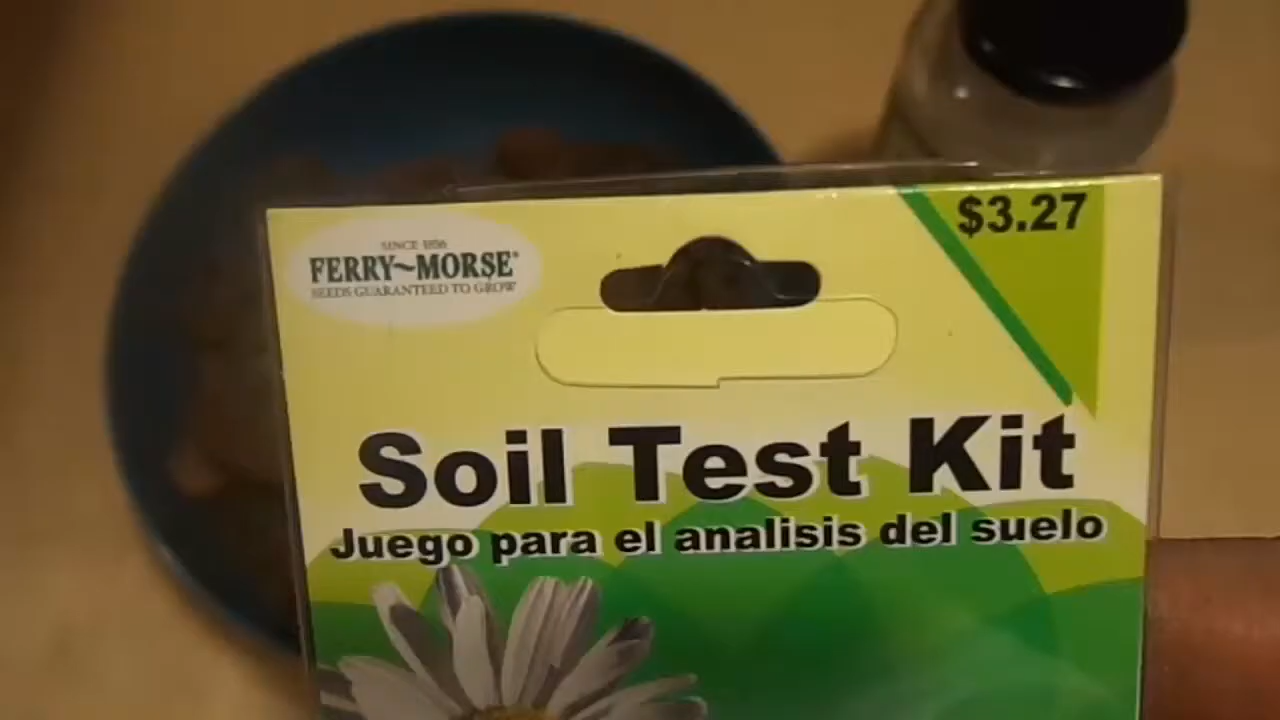 SINCE 1856
FERRY~MORSE®
SEEDS GUARANTEED TO GROW
$3.27
Soil Test Kit
Juego para el analisis del suelo